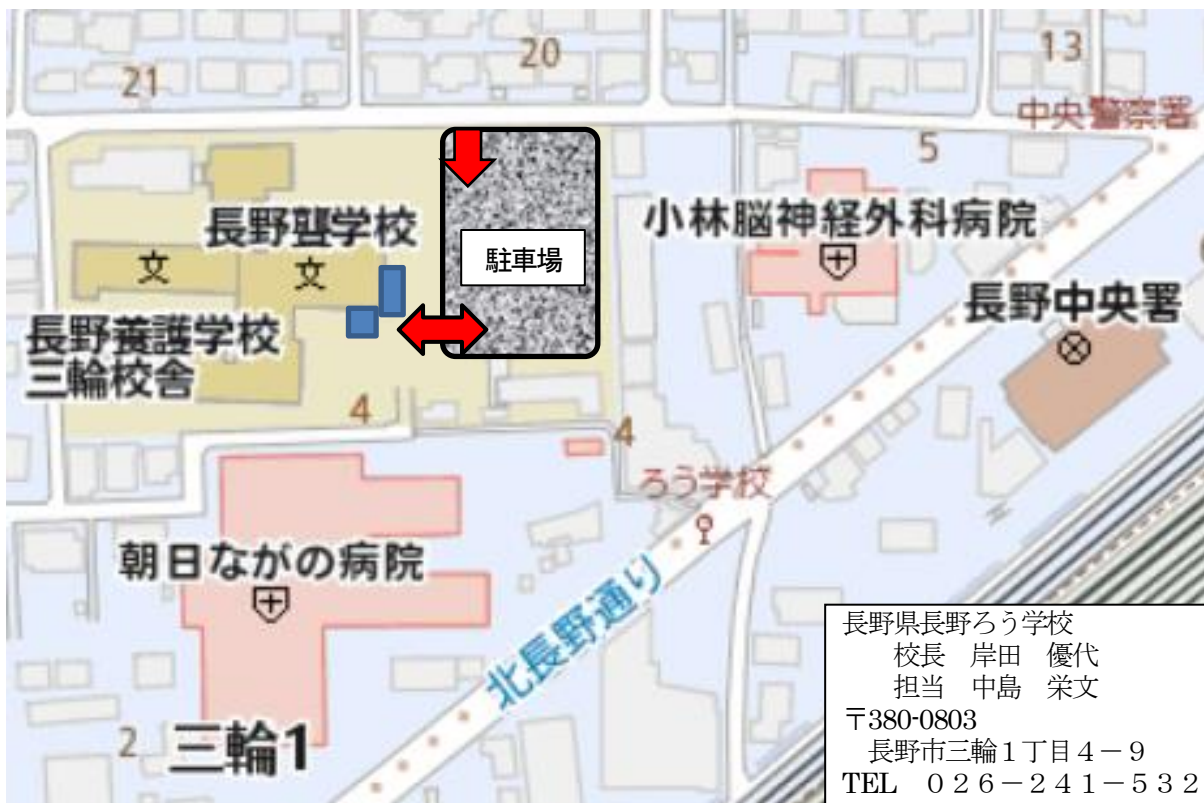 21
20
13
中央警察署
5
長野聾学校
小林脳神経外科病院
駐車場
文
文
長野中央署
長野養護学校
三輪校舎
4
4
ろう学校
朝日ながの病院
北長野通り
2
三輪1
長野県長野ろう学校
校長 岸田 優代
担当 中島 栄文
〒380-0803
長野市三輪1丁目4-9
TEL 026-241-532